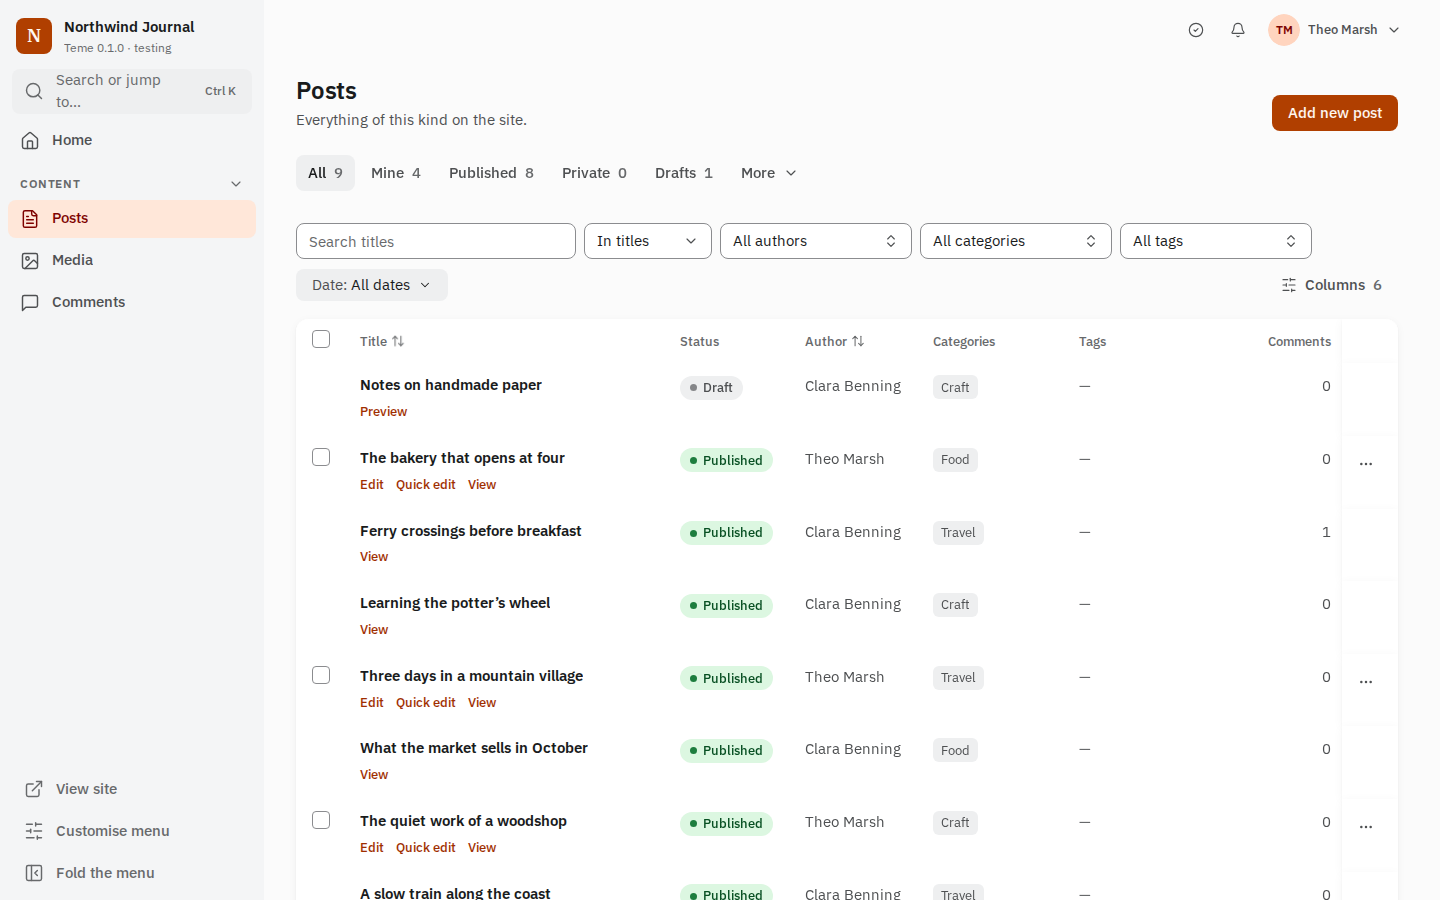 N
Northwind Journal
Teme 0.1.0 · testing
Search or jump
to...
Ctrl K
Home
CONTENT
Posts
Media
Comments
View site
Customise menu
Fold the menu
TM
Theo Marsh
Posts
Everything of this kind on the site.
Add new post
All 9
Mine 4
Published 8
Private 0
Drafts 1
More
Search titles
In titles
All authors
All categories
All tags
Date: All dates
Columns 6
Title Status Author Categories Tags Comments
Notes on handmade paper Draft Clara Benning Craft — 0
Preview
The bakery that opens at four Published Theo Marsh Food — 0 ...
Edit Quick edit View
Ferry crossings before breakfast Published Clara Benning Travel — 1
View
Learning the potter’s wheel Published Clara Benning Craft — 0
View
Three days in a mountain village Published Theo Marsh Travel — 0 ...
Edit Quick edit View
What the market sells in October Published Clara Benning Food — 0
View
The quiet work of a woodshop Published Theo Marsh Craft — 0 ...
Edit Quick edit View
A slow train along the coast Published Clara Benning Travel — 0